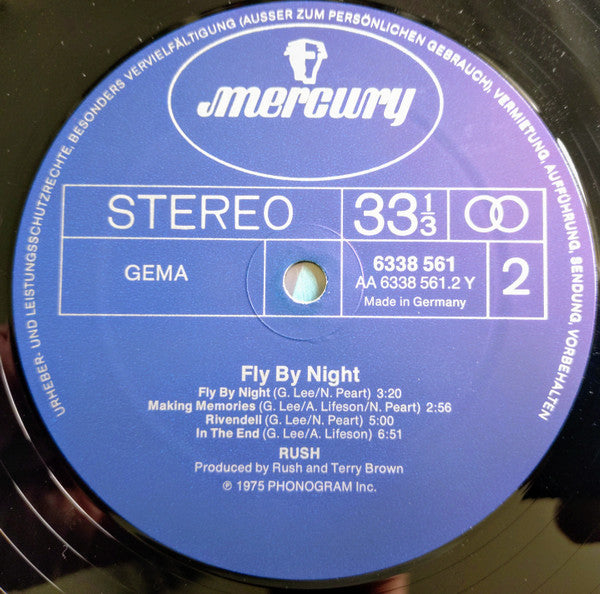 URHEBER- UND LEISTUNGSSCHUTZRECHTE, BESONDERS VERVIELFÄLTIGUNG (AUSSER ZUM PERSÖNLICHEN GEBRAUCH), VERMIETUNG, AUFFÜHRUNG, SENDUNG, VORBEHALTEN
mercury
STEREO
33 1/3
GEMA
6338 561
AA 6338 561.2 Y
Made in Germany
2
Fly By Night
Fly By Night (G. Lee/N. Peart) 3:20
Making Memories (G. Lee/A. Lifeson/N. Peart) 2:56
Rivendell (G. Lee/N. Peart) 5:00
In The End (G. Lee/A. Lifeson) 6:51
RUSH
Produced by Rush and Terry Brown
℗ 1975 PHONOGRAM Inc.